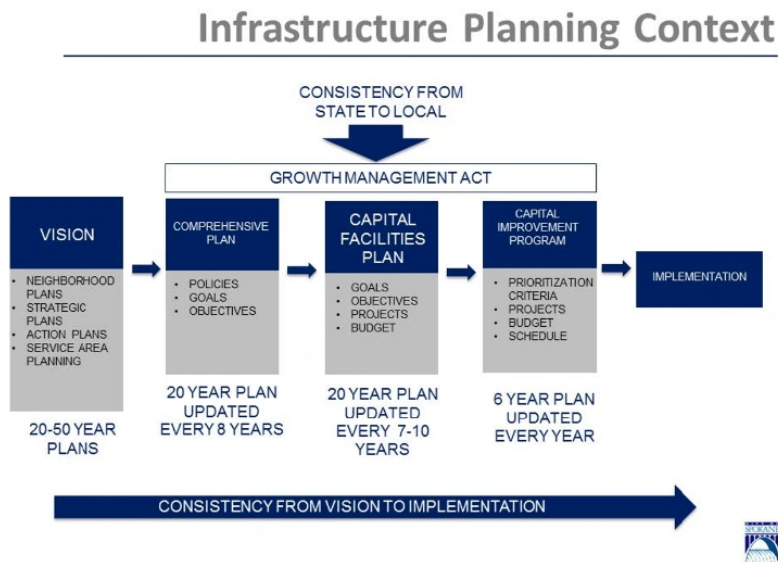 Infrastructure Planning Context
CONSISTENCY FROM
STATE TO LOCAL
GROWTH MANAGEMENT ACT
VISION
• NEIGHBORHOOD
PLANS
• STRATEGIC
PLANS
• ACTION PLANS
• SERVICE AREA
PLANNING
20-50 YEAR
PLANS
COMPREHENSIVE
PLAN
• POLICIES
• GOALS
• OBJECTIVES
20 YEAR PLAN
UPDATED
EVERY 8 YEARS
CAPITAL
FACILITIES
PLAN
• GOALS
• OBJECTIVES
• PROJECTS
• BUDGET
20 YEAR PLAN
UPDATED
EVERY 7-10
YEARS
CAPITAL
IMPROVEMENT
PROGRAM
• PRIORITIZATION
CRITERIA
• PROJECTS
• BUDGET
• SCHEDULE
6 YEAR PLAN
UPDATED
EVERY YEAR
IMPLEMENTATION
CONSISTENCY FROM VISION TO IMPLEMENTATION
SPOKANE